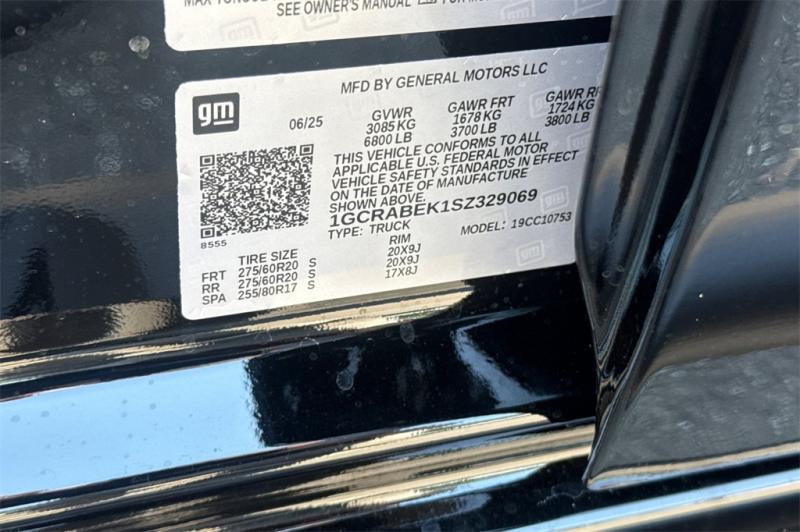 SEE OWNER'S MANUAL
gm
MFD BY GENERAL MOTORS LLC
gm
06/25
GVWR
3085 KG
6800 LB
GAWR FRT
1678 KG
3700 LB
GAWR RR
1724 KG
3800 LB
THIS VEHICLE CONFORMS TO ALL
APPLICABLE U.S. FEDERAL MOTOR
VEHICLE SAFETY STANDARDS IN EFFECT
ON THE DATE OF MANUFACTURE
SHOWN ABOVE.
1GCRABEK1SZ329069
TYPE: TRUCK
MODEL: 19CC10753
8555
TIRE SIZE RIM
FRT 275/60R20 S 20X9J
RR 275/60R20 S 20X9J
SPA 255/80R17 S 17X8J